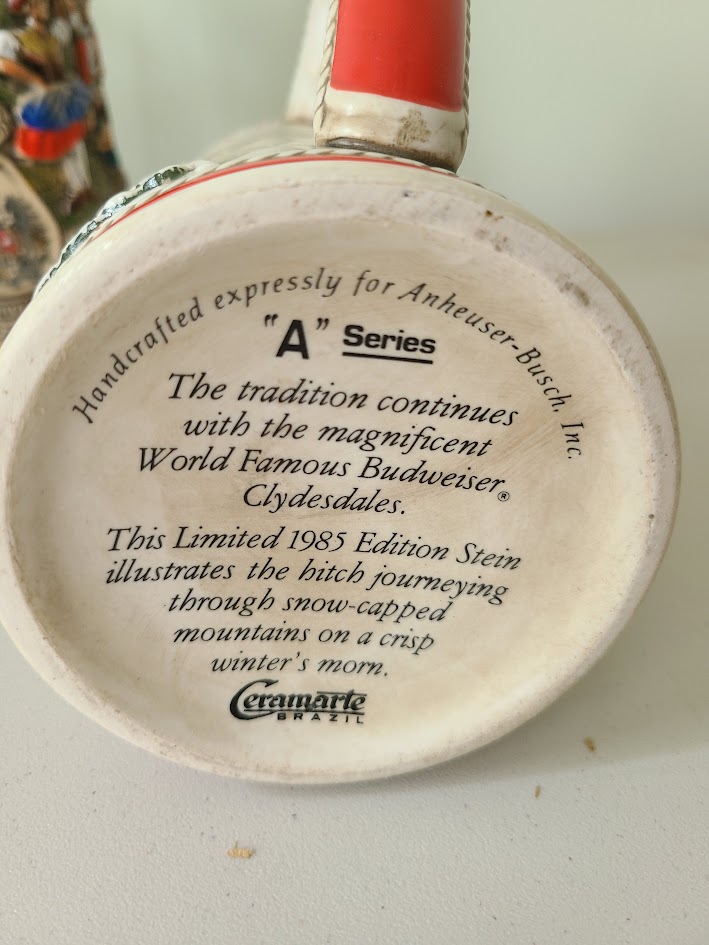 Handcrafted expressly for Anheuser-Busch, Inc.
"A" Series
The tradition continues
with the magnificent
World Famous Budweiser®
Clydesdales.
This Limited 1985 Edition Stein
illustrates the hitch journeying
through snow-capped
mountains on a crisp
winter's morn.
Ceramarte
BRAZIL